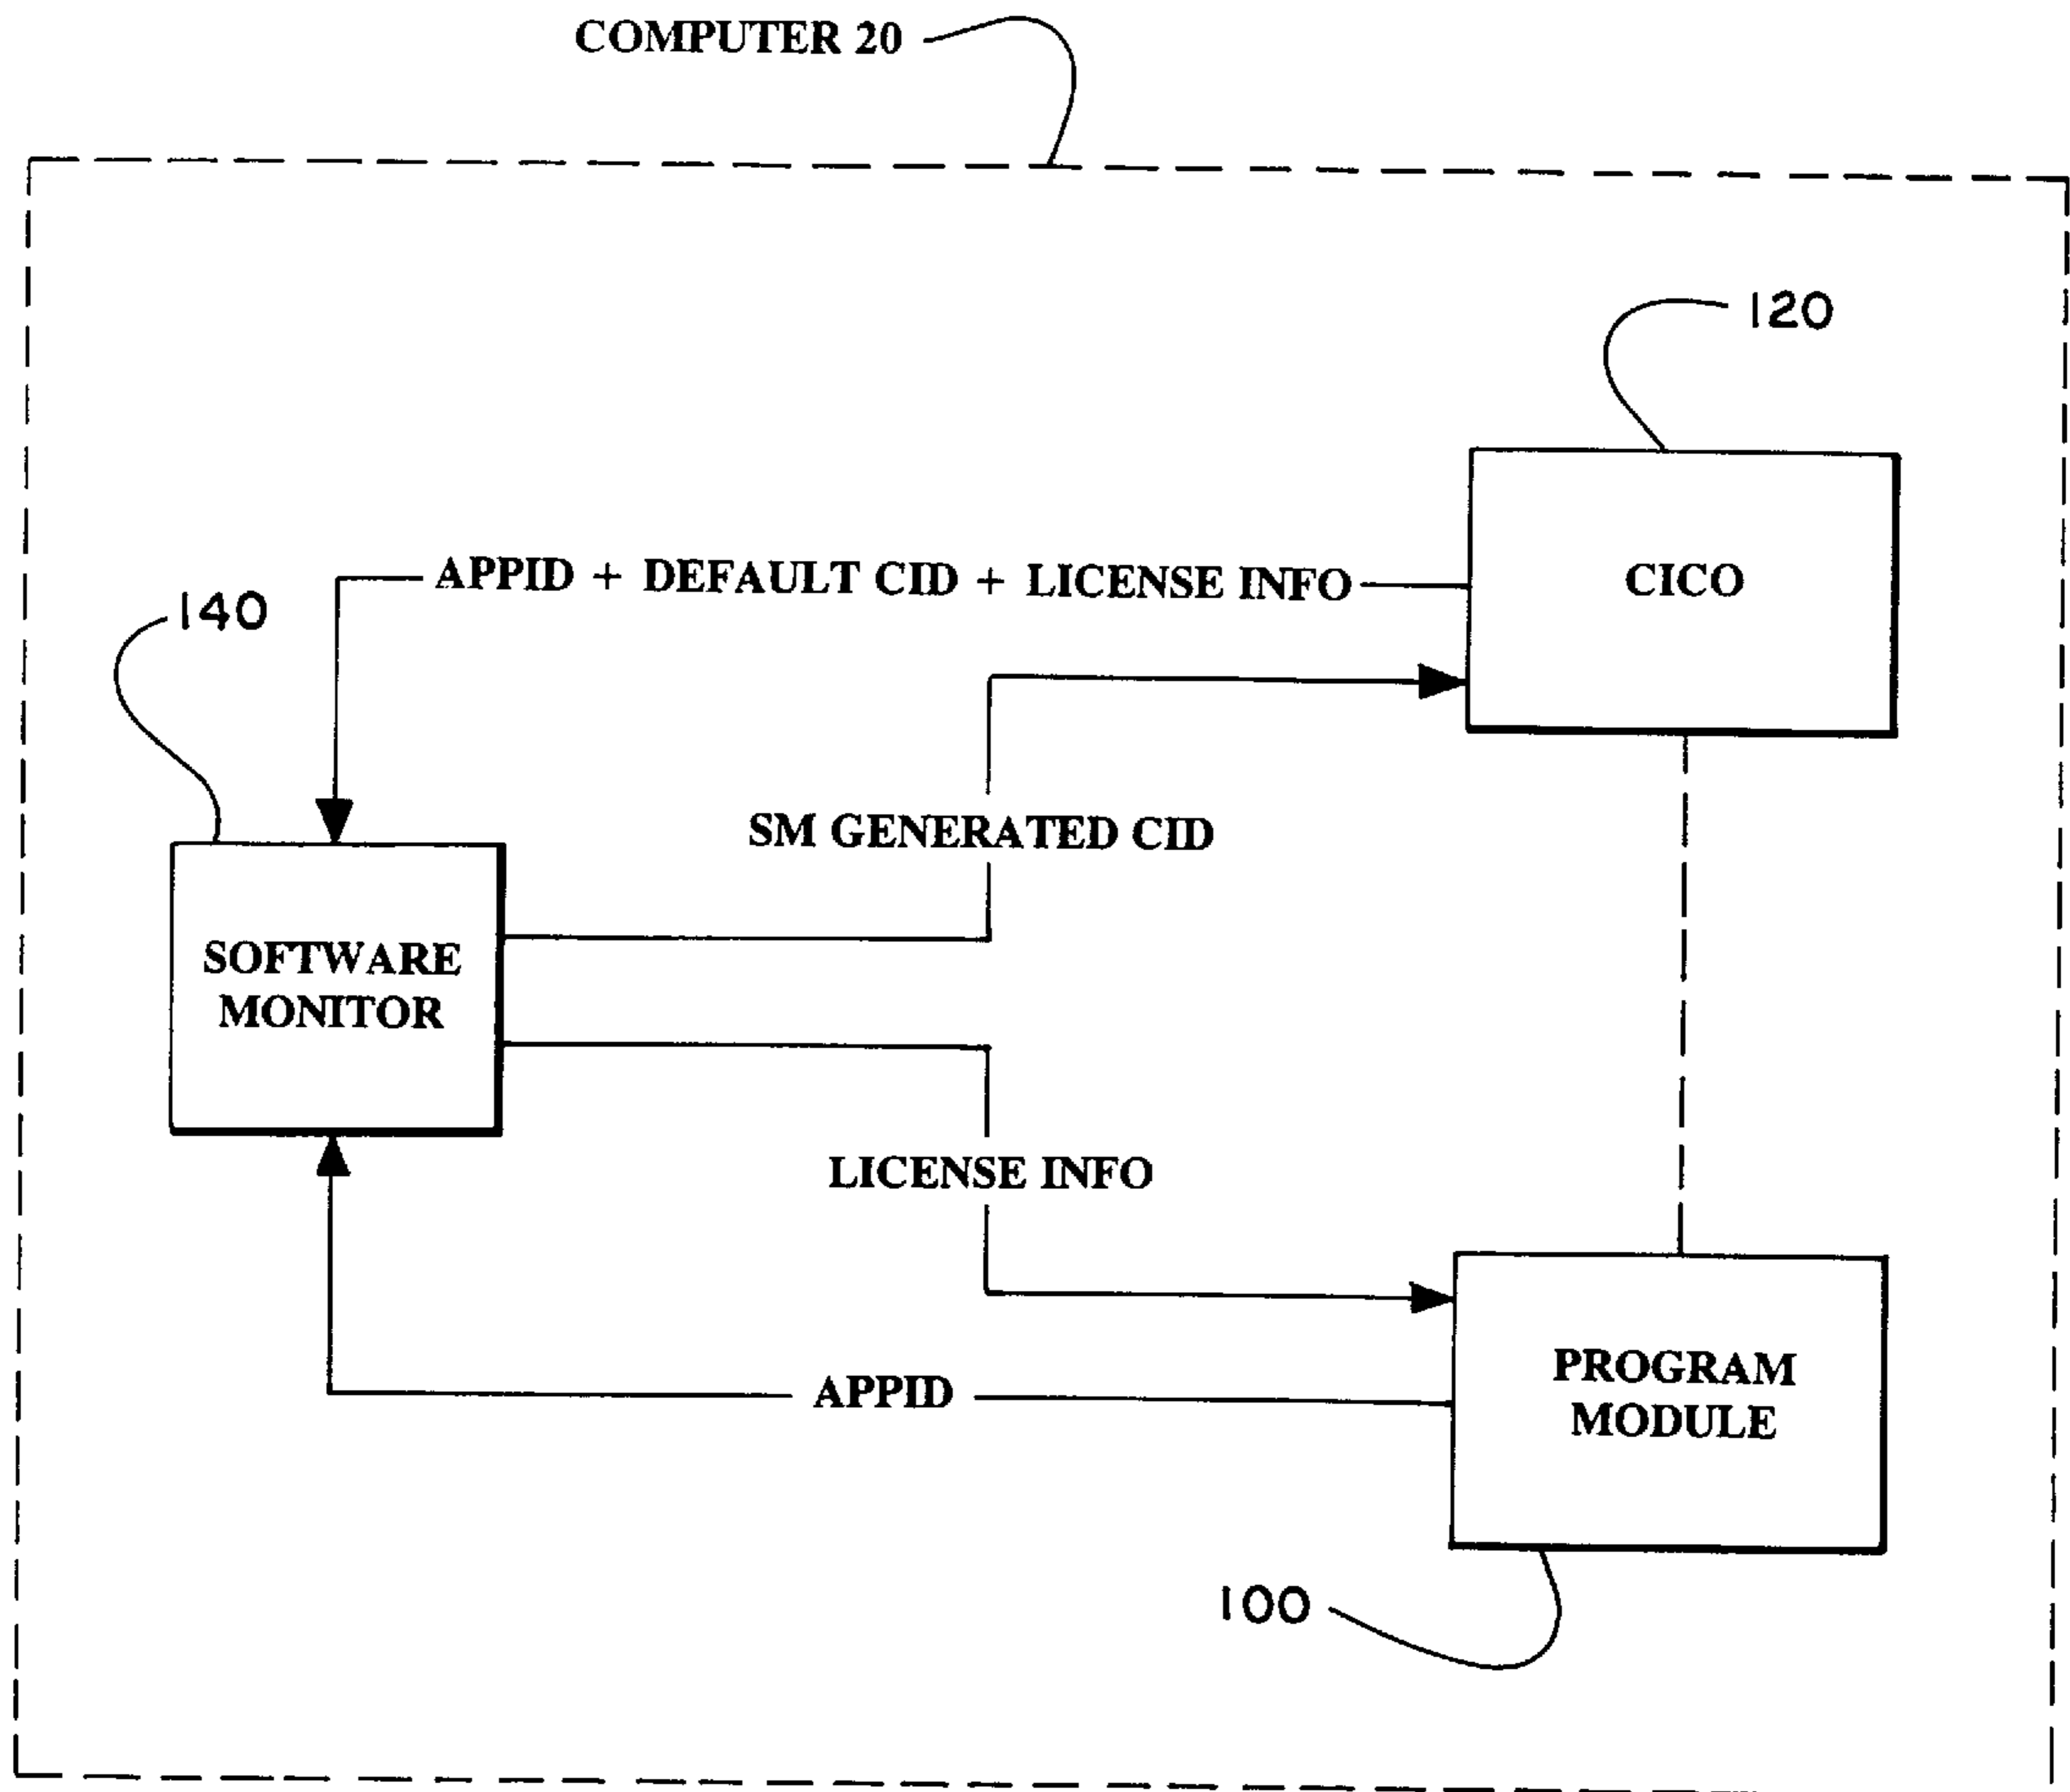 COMPUTER 20
120
APPID + DEFAULT CID + LICENSE INFO
CICO
140
SM GENERATED CID
SOFTWARE
MONITOR
LICENSE INFO
PROGRAM
MODULE
APPID
100